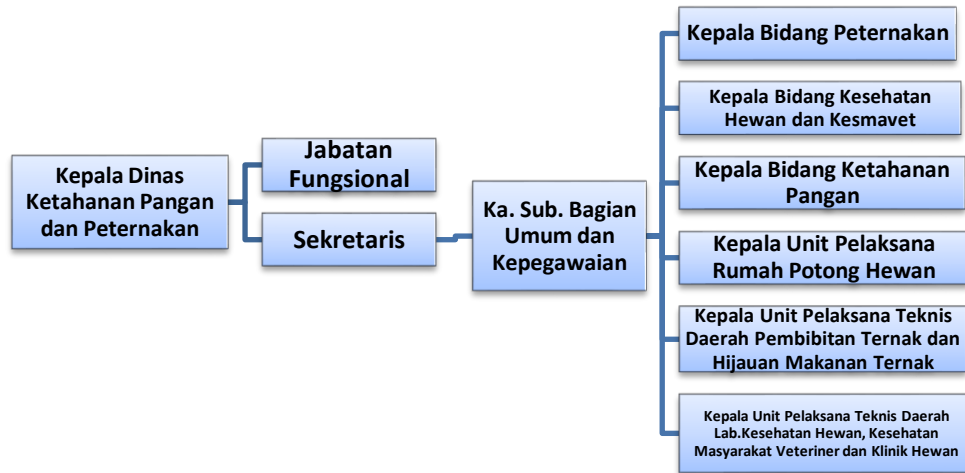 Kepala Dinas
Ketahanan Pangan
dan Peternakan
Jabatan
Fungsional
Sekretaris
Ka. Sub. Bagian
Umum dan
Kepegawaian
Kepala Bidang Peternakan
Kepala Bidang Kesehatan
Hewan dan Kesmavet
Kepala Bidang Ketahanan
Pangan
Kepala Unit Pelaksana
Rumah Potong Hewan
Kepala Unit Pelaksana Teknis
Daerah Pembibitan Ternak dan
Hijauan Makanan Ternak
Kepala Unit Pelaksana Teknis Daerah
Lab.Kesehatan Hewan, Kesehatan
Masyarakat Veteriner dan Klinik Hewan